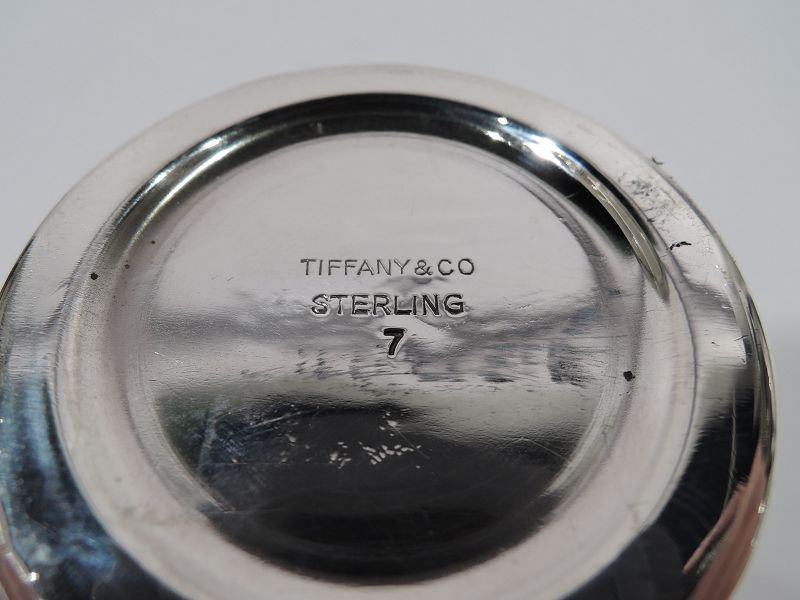 TIFFANY & CO
STERLING
7